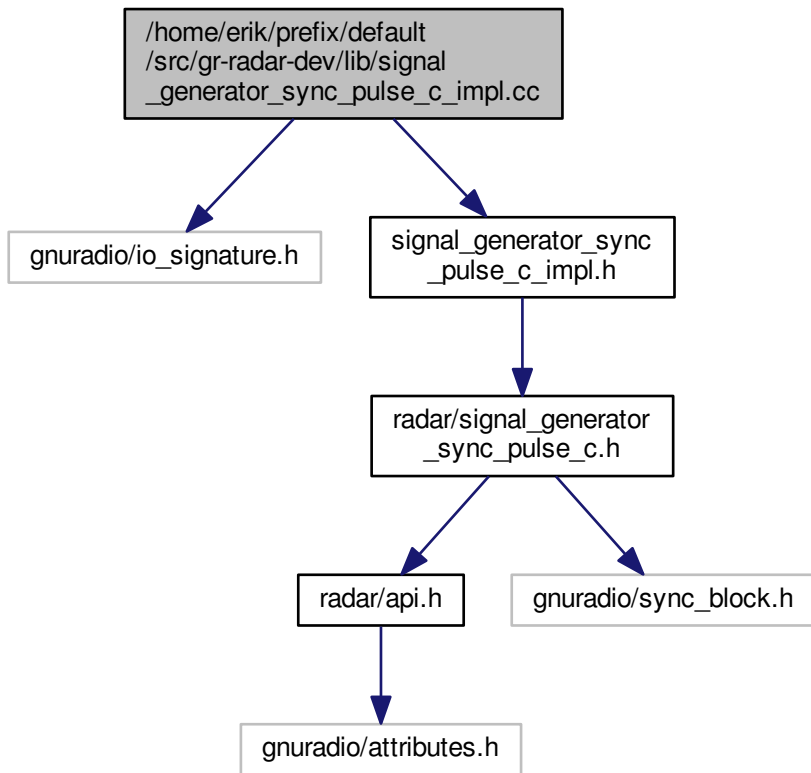 /home/erik/prefix/default
/src/gr-radar-dev/lib/signal
_generator_sync_pulse_c_impl.cc
gnuradio/io_signature.h
signal_generator_sync
_pulse_c_impl.h
radar/signal_generator
_sync_pulse_c.h
radar/api.h
gnuradio/sync_block.h
gnuradio/attributes.h